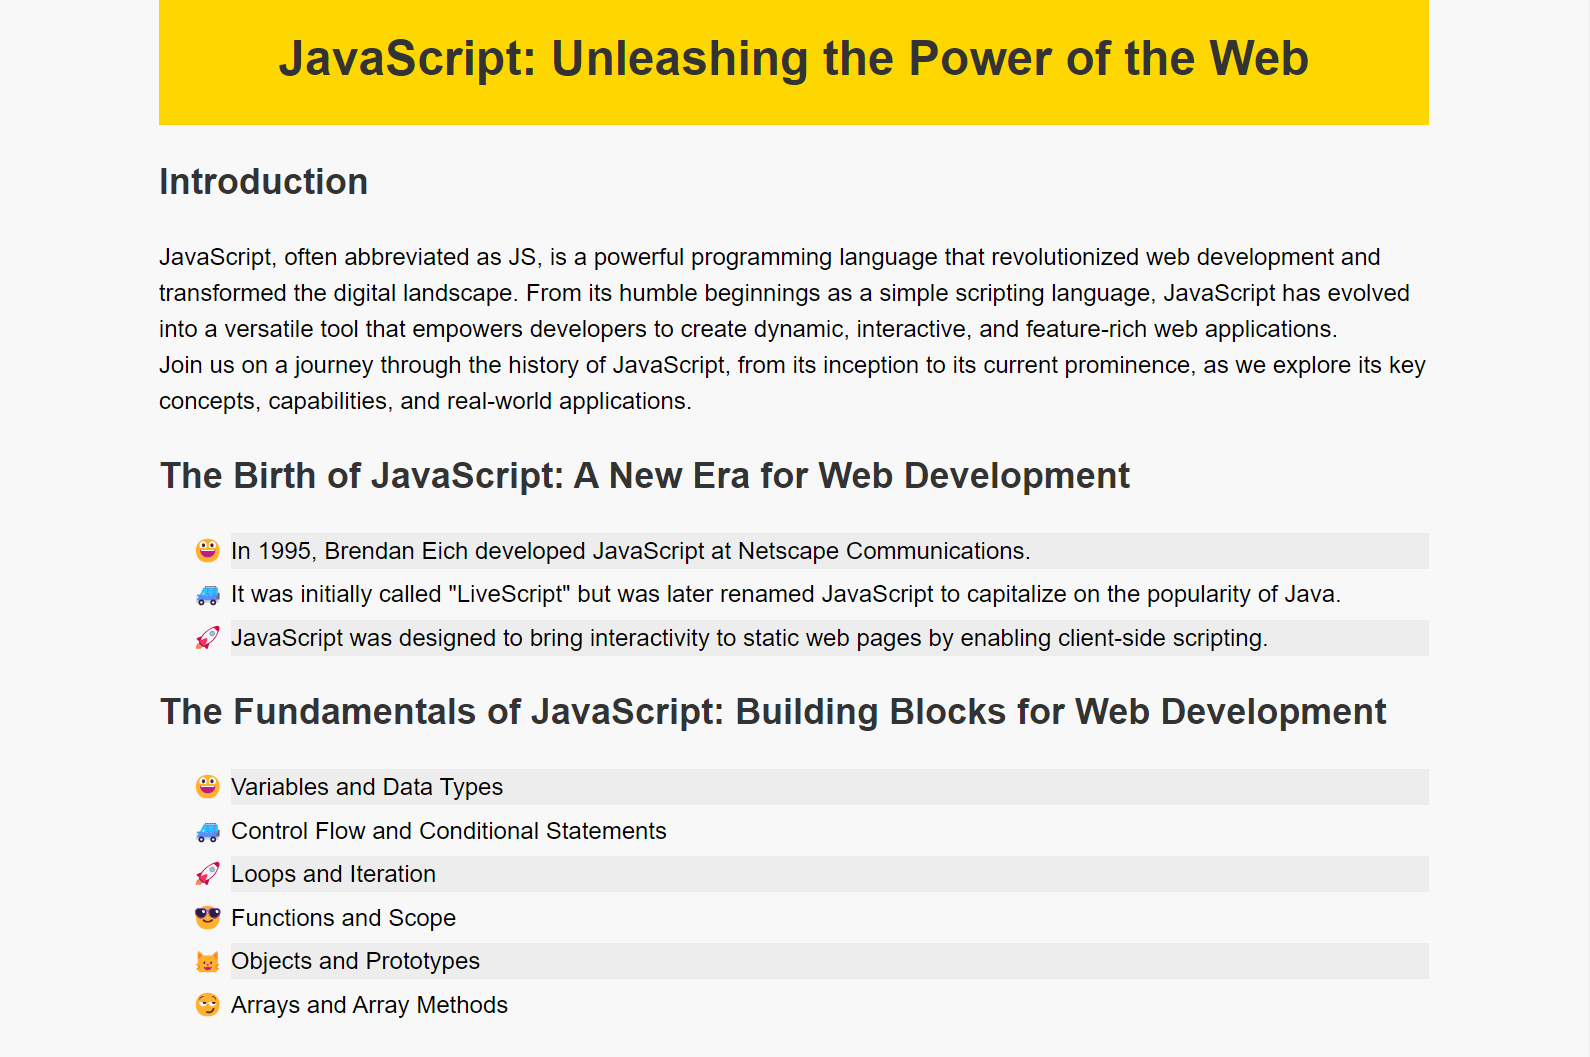 JavaScript: Unleashing the Power of the Web
Introduction
JavaScript, often abbreviated as JS, is a powerful programming language that revolutionized web development and
transformed the digital landscape. From its humble beginnings as a simple scripting language, JavaScript has evolved
into a versatile tool that empowers developers to create dynamic, interactive, and feature-rich web applications.
Join us on a journey through the history of JavaScript, from its inception to its current prominence, as we explore its key
concepts, capabilities, and real-world applications.
The Birth of JavaScript: A New Era for Web Development
😀 In 1995, Brendan Eich developed JavaScript at Netscape Communications.
🚙 It was initially called "LiveScript" but was later renamed JavaScript to capitalize on the popularity of Java.
🚀 JavaScript was designed to bring interactivity to static web pages by enabling client-side scripting.
The Fundamentals of JavaScript: Building Blocks for Web Development
😀 Variables and Data Types
🚙 Control Flow and Conditional Statements
🚀 Loops and Iteration
😎 Functions and Scope
😺 Objects and Prototypes
😏 Arrays and Array Methods